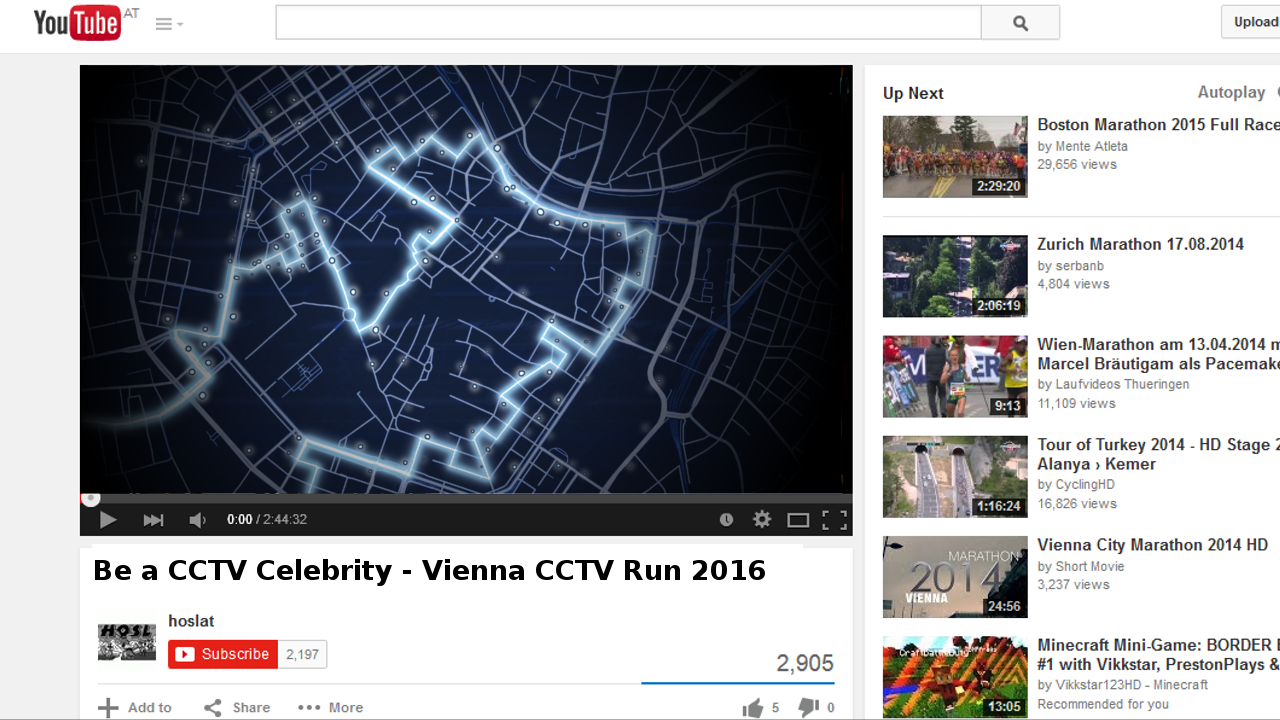 YouTube AT
Upload
0:00 / 2:44:32
Be a CCTV Celebrity - Vienna CCTV Run 2016
HOSL
hoslat
Subscribe 2,197
2,905
Add to Share More 5 0
Up Next Autoplay
2:29:20
Boston Marathon 2015 Full Race
by Mente Atleta
29,656 views
2:06:19
Zurich Marathon 17.08.2014
by serbanb
4,804 views
9:13
Wien-Marathon am 13.04.2014 m
Marcel Bräutigam als Pacemake
by Laufvideos Thueringen
11,109 views
1:16:24
Tour of Turkey 2014 - HD Stage 2
Alanya › Kemer
by CyclingHD
16,826 views
MARATHON
2014
VIENNA
24:56
Vienna City Marathon 2014 HD
by Short Movie
3,237 views
13:05
Minecraft Mini-Game: BORDER
#1 with Vikkstar, PrestonPlays &
by Vikkstar123HD - Minecraft
Recommended for you